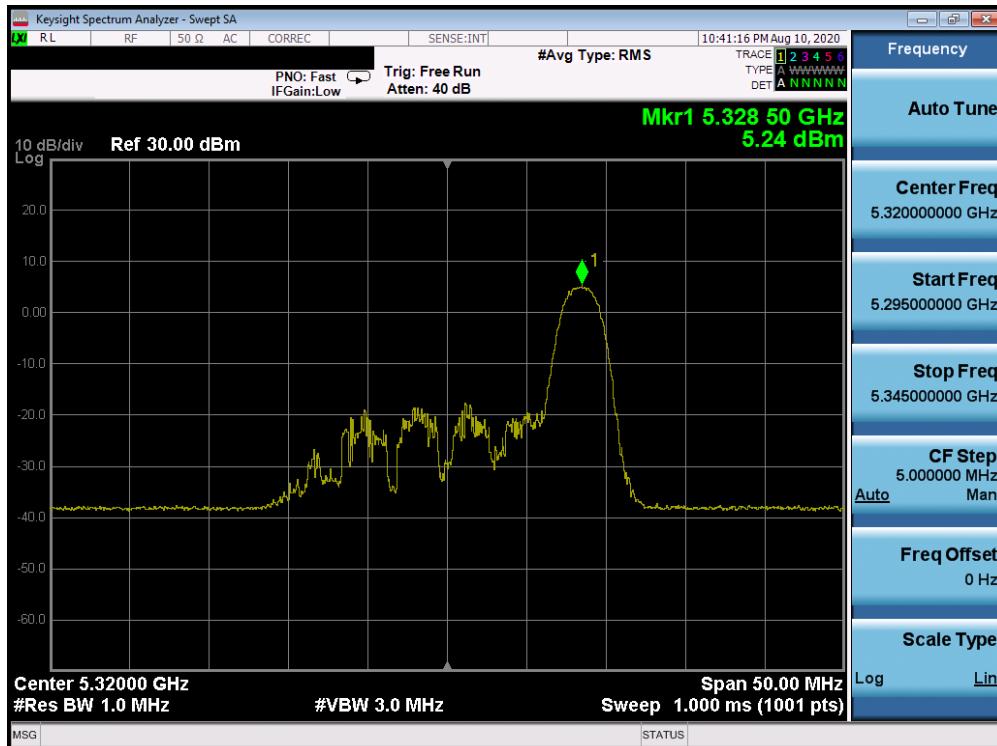 Keysight Spectrum Analyzer - Swept SA
LXI RL RF 50 Ω AC CORREC SENSE:INT 10:41:16 PM Aug 10, 2020
#Avg Type: RMS TRACE 1 2 3 4 5 6
PNO: Fast Trig: Free Run TYPE A WWWWW
IFGain:Low Atten: 40 dB DET A N N N N N
Mkr1 5.328 50 GHz
5.24 dBm
10 dB/div Ref 30.00 dBm
Log
20.0
10.0
1
0.00
-10.0
-20.0
-30.0
-40.0
-50.0
-60.0
Center 5.32000 GHz Span 50.00 MHz
#Res BW 1.0 MHz #VBW 3.0 MHz Sweep 1.000 ms (1001 pts)
MSG STATUS
Frequency
Auto Tune
Center Freq
5.320000000 GHz
Start Freq
5.295000000 GHz
Stop Freq
5.345000000 GHz
CF Step
5.000000 MHz
Auto Man
Freq Offset
0 Hz
Scale Type
Log Lin